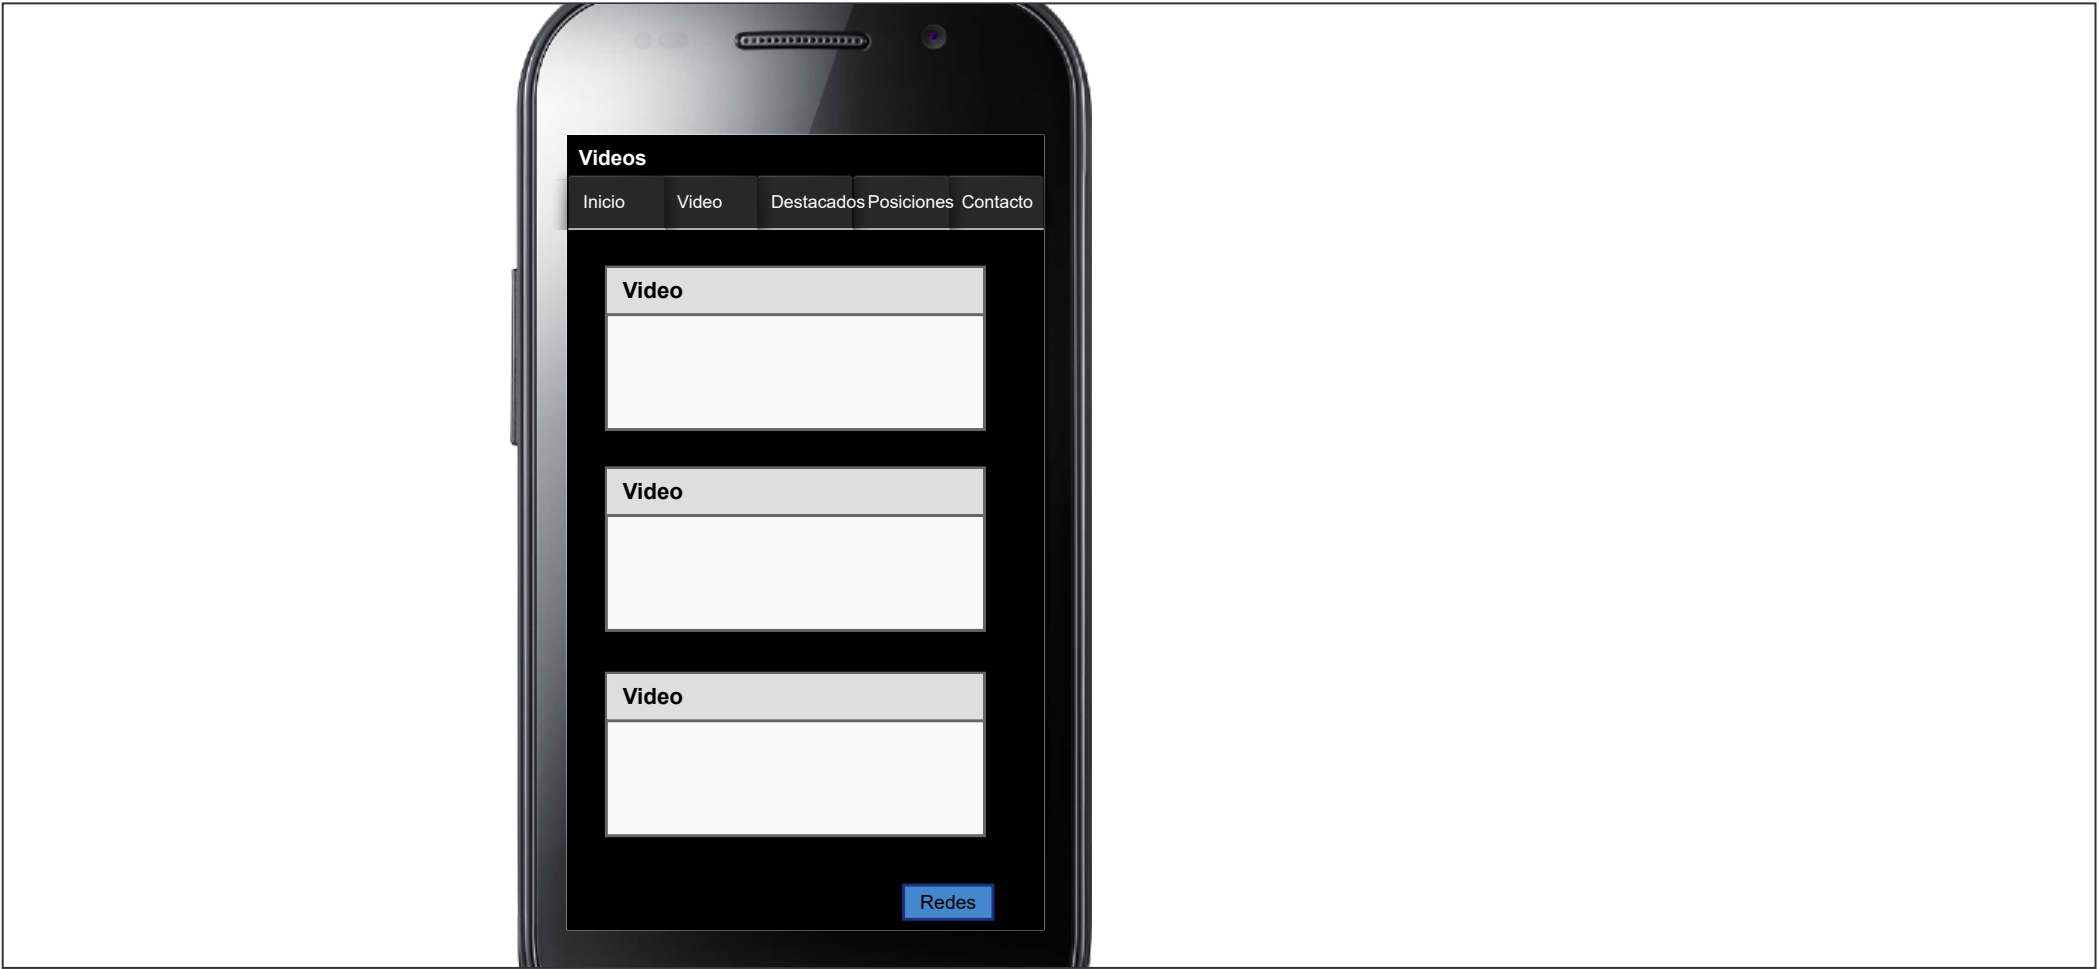 Videos
Inicio Video Destacados Posiciones Contacto
Video
Video
Video
Redes